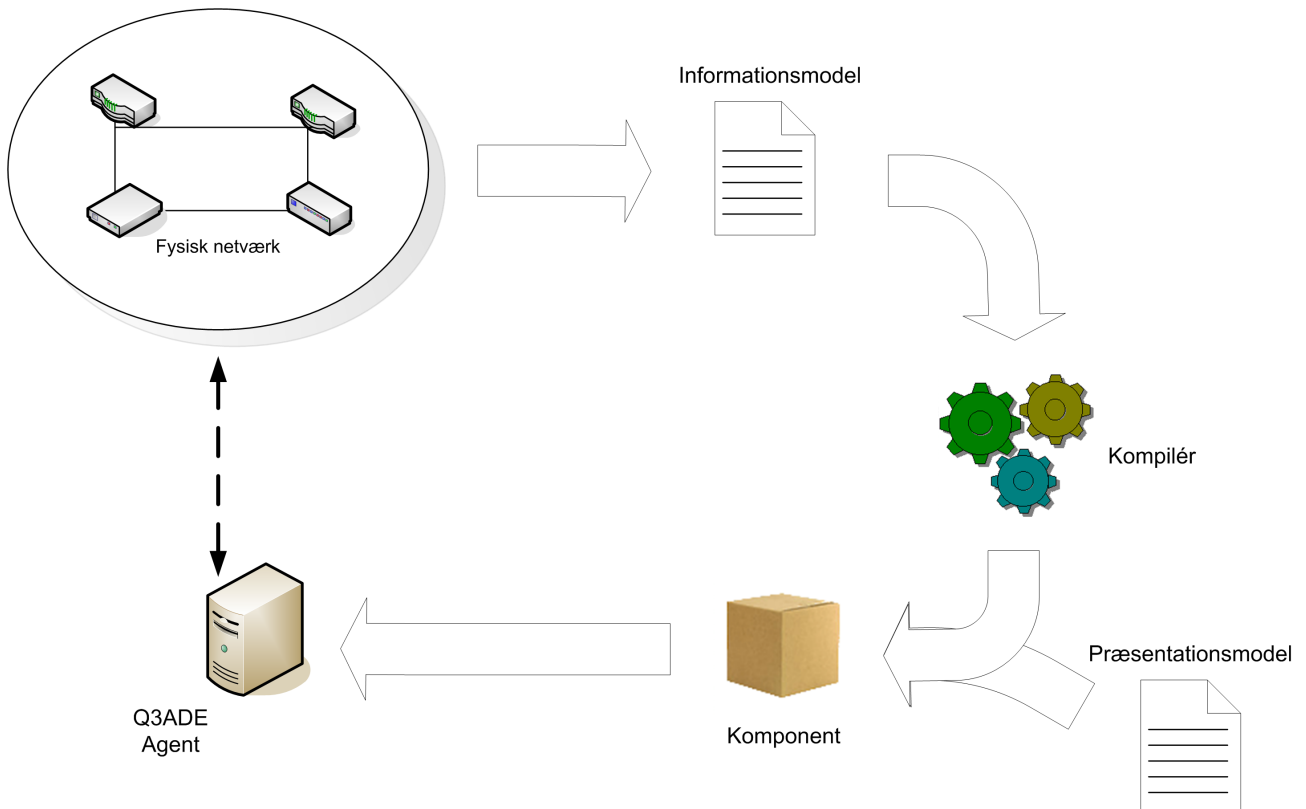 Informationsmodel
Fysisk netværk
Kompilér
Præsentationsmodel
Q3ADE
Agent
Komponent